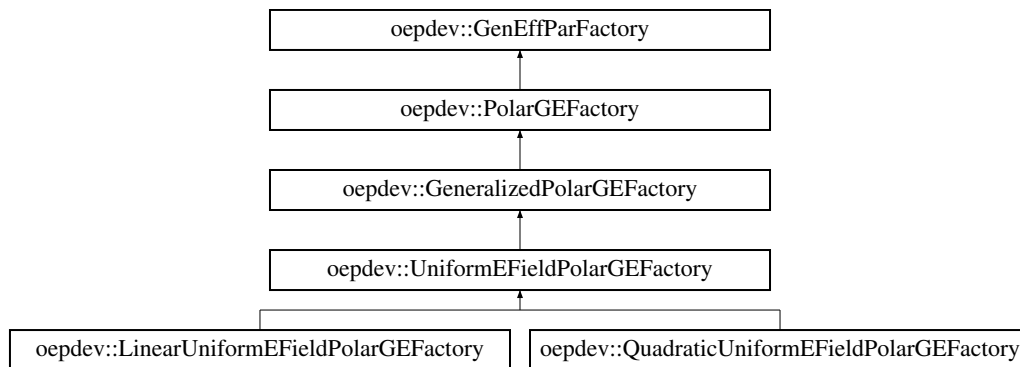 oepdev::GenEffParFactory
oepdev::PolarGEFactory
oepdev::GeneralizedPolarGEFactory
oepdev::UniformEFieldPolarGEFactory
oepdev::LinearUniformEFieldPolarGEFactory
oepdev::QuadraticUniformEFieldPolarGEFactory